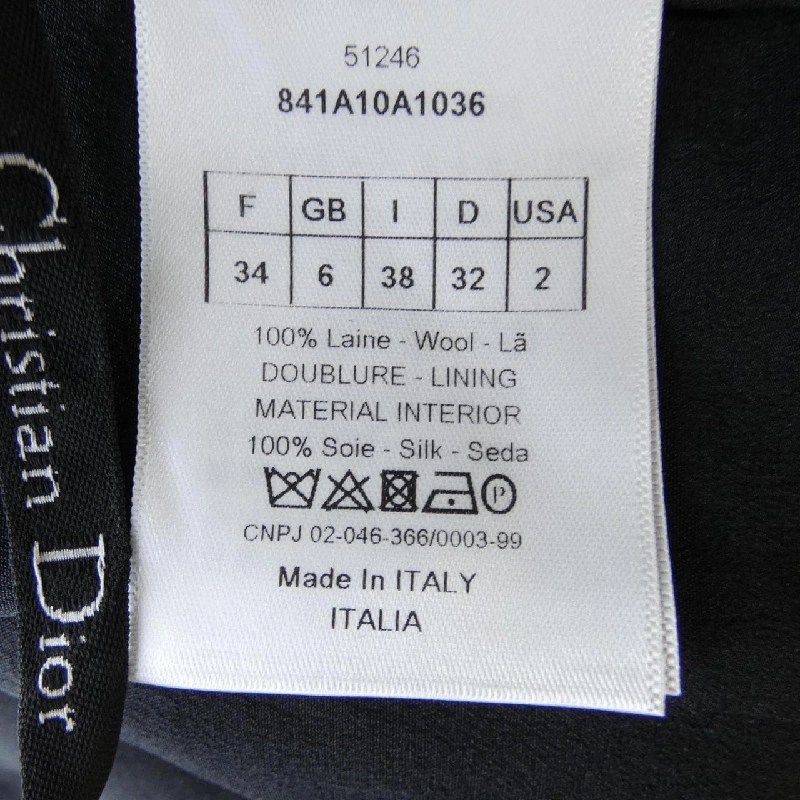 51246
841A10A1036
F GB I D USA
34 6 38 32 2
100% Laine - Wool - Lã
DOUBLURE - LINING
MATERIAL INTERIOR
100% Soie - Silk - Seda
P
CNPJ 02-046-366/0003-99
Made In ITALY
ITALIA
Christian Dior